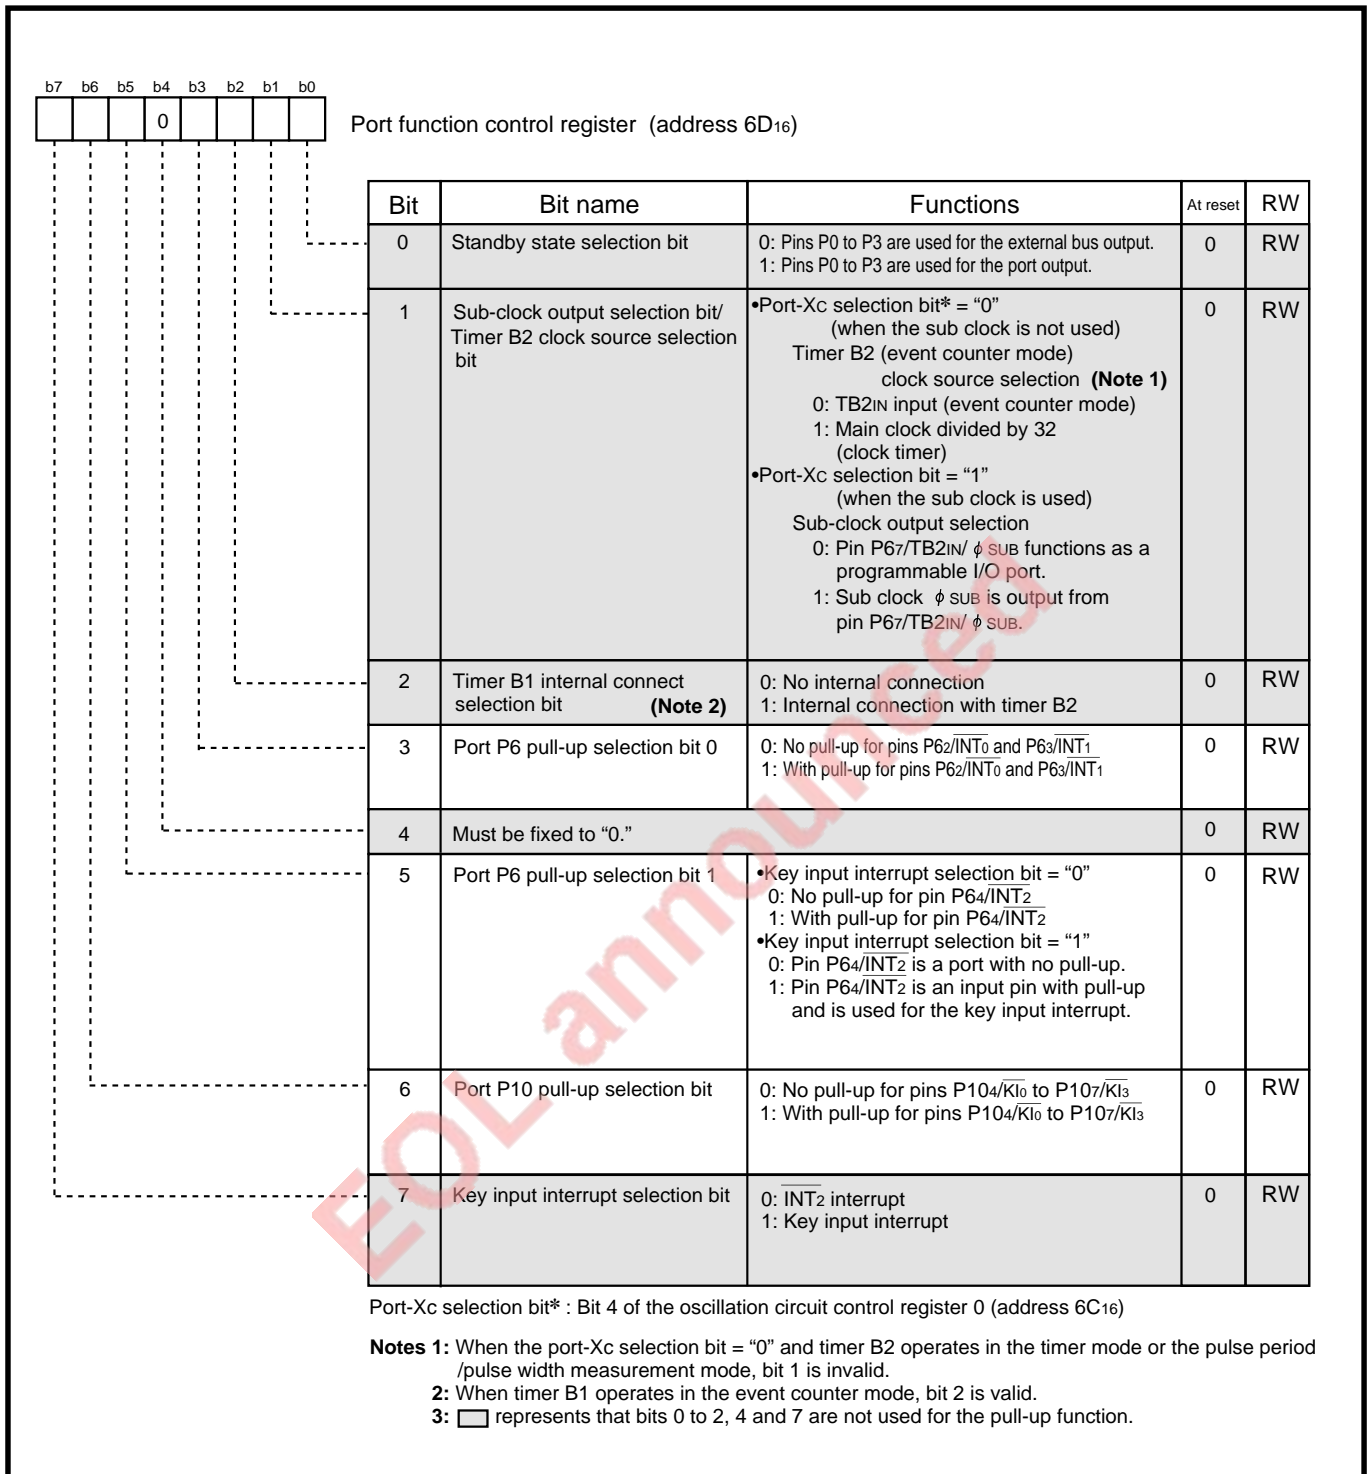 b7 b6 b5 b4 b3 b2 b1 b0
0
Port function control register (address 6D16)
Bit Bit name Functions At reset RW
0 Standby state selection bit 0: Pins P0 to P3 are used for the external bus output. 0 RW
1: Pins P0 to P3 are used for the port output.
1 Sub-clock output selection bit/ •Port-XC selection bit* = “0” 0 RW
Timer B2 clock source selection (when the sub clock is not used)
bit Timer B2 (event counter mode)
clock source selection (Note 1)
0: TB2IN input (event counter mode)
1: Main clock divided by 32
(clock timer)
•Port-XC selection bit = “1”
(when the sub clock is used)
Sub-clock output selection
0: Pin P67/TB2IN/ ϕ SUB functions as a
programmable I/O port.
1: Sub clock ϕ SUB is output from
pin P67/TB2IN/ ϕ SUB.
2 Timer B1 internal connect 0: No internal connection 0 RW
selection bit (Note 2) 1: Internal connection with timer B2
3 Port P6 pull-up selection bit 0 0: No pull-up for pins P62/INT0 and P63/INT1 0 RW
1: With pull-up for pins P62/INT0 and P63/INT1
4 Must be fixed to “0.” 0 RW
5 Port P6 pull-up selection bit 1 •Key input interrupt selection bit = “0” 0 RW
0: No pull-up for pin P64/INT2
1: With pull-up for pin P64/INT2
•Key input interrupt selection bit = “1”
0: Pin P64/INT2 is a port with no pull-up.
1: Pin P64/INT2 is an input pin with pull-up
and is used for the key input interrupt.
6 Port P10 pull-up selection bit 0: No pull-up for pins P104/KI0 to P107/KI3 0 RW
1: With pull-up for pins P104/KI0 to P107/KI3
7 Key input interrupt selection bit 0: INT2 interrupt 0 RW
1: Key input interrupt
EOL announced
Port-Xc selection bit* : Bit 4 of the oscillation circuit control register 0 (address 6C16)
Notes 1: When the port-Xc selection bit = “0” and timer B2 operates in the timer mode or the pulse period
/pulse width measurement mode, bit 1 is invalid.
2: When timer B1 operates in the event counter mode, bit 2 is valid.
3: represents that bits 0 to 2, 4 and 7 are not used for the pull-up function.